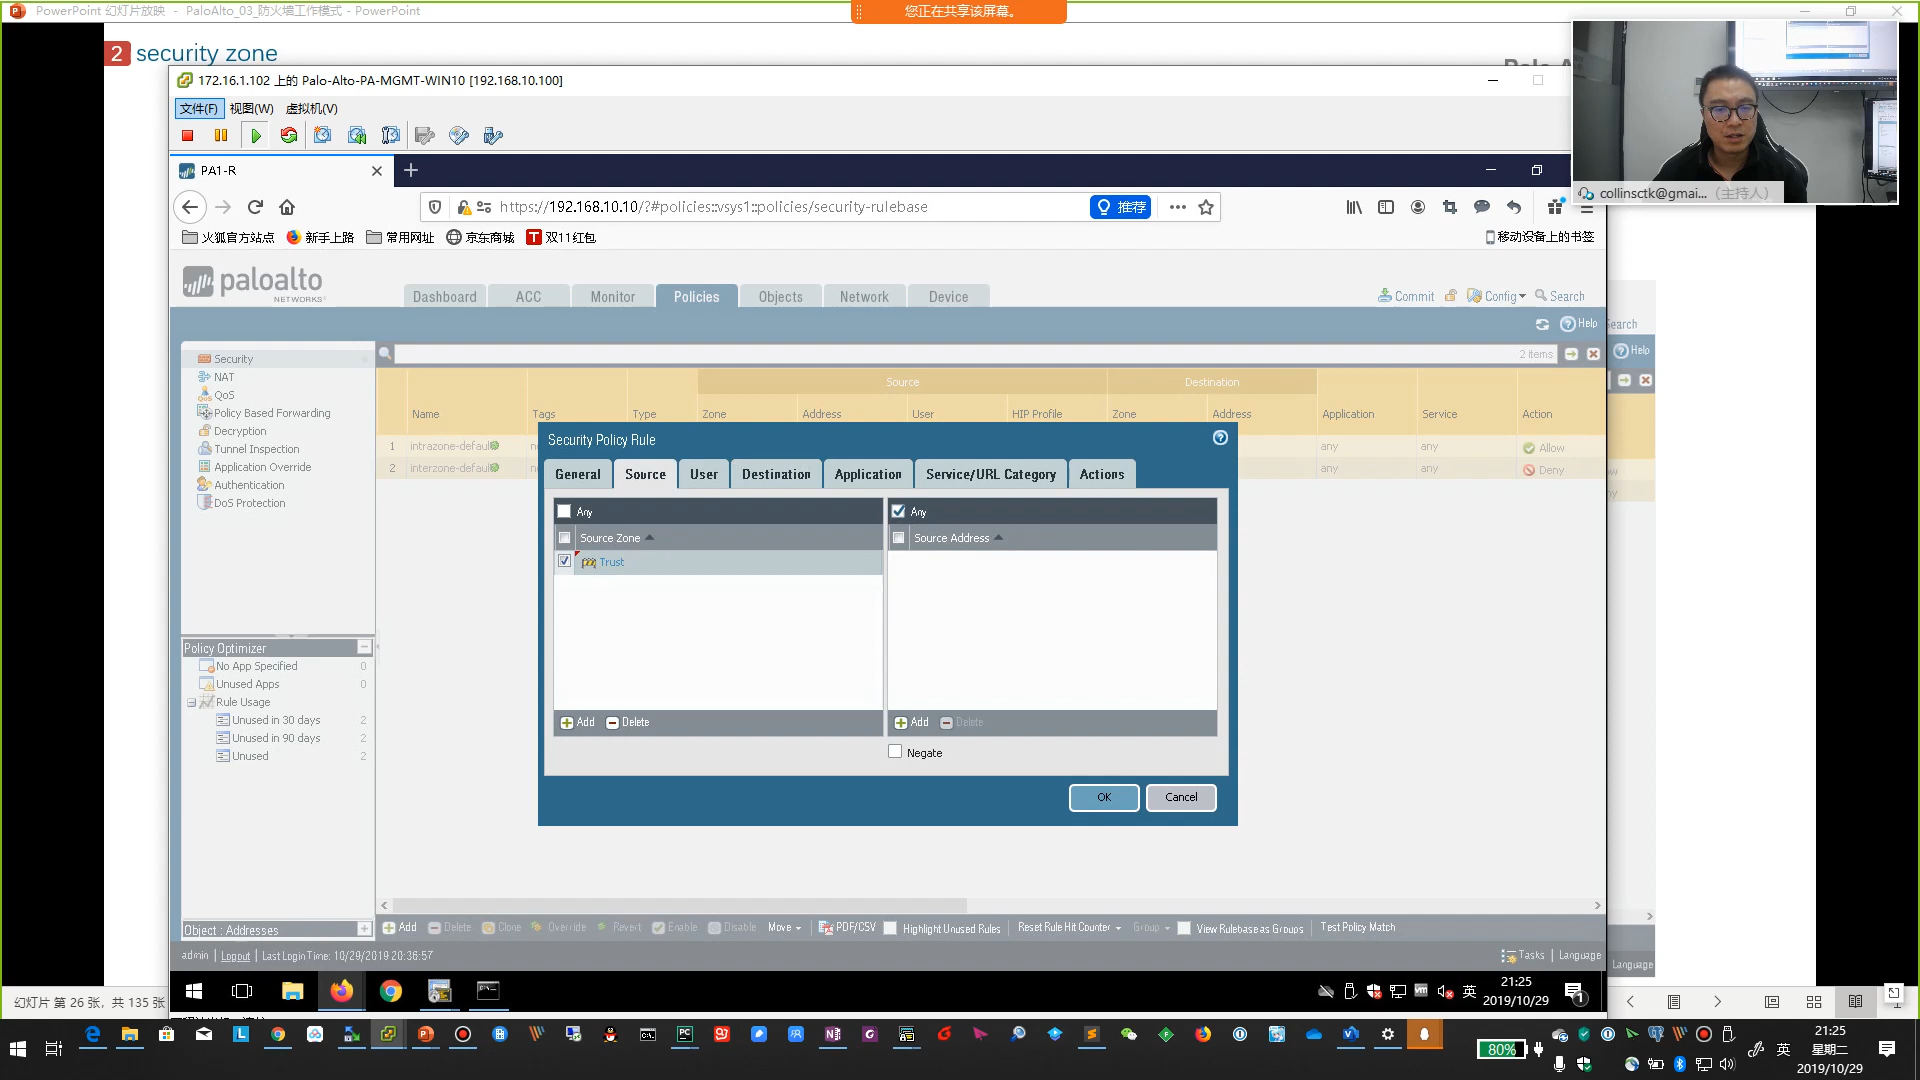 PowerPoint 幻灯片放映 - PaloAlto_03_防火墙工作模式 - PowerPoint
您正在共享该屏幕。
2 security zone
172.16.1.102 上的 Palo-Alto-PA-MGMT-WIN10 [192.168.10.100]
文件(F) 视图(W) 虚拟机(V)
collinsctk@gmai... (主持人)
PA1-R
https://192.168.10.10/?#policies::vsys1::policies/security-rulebase
推荐
火狐官方站点 新手上路 常用网址 京东商城 双11红包
移动设备上的书签
paloalto
NETWORKS
Dashboard ACC Monitor Policies Objects Network Device
Commit Config Search
Help
Search
Help
2 items
Security
NAT
QoS
Policy Based Forwarding
Decryption
Tunnel Inspection
Application Override
Authentication
DoS Protection
Source Destination
Name Tags Type Zone Address User HIP Profile Zone Address Application Service Action
1 intrazone-default any any Allow
2 interzone-default any any Deny
Security Policy Rule
General Source User Destination Application Service/URL Category Actions
Any
Source Zone
Trust
Add Delete
Any
Source Address
Add Delete
Negate
OK Cancel
Policy Optimizer
No App Specified 0
Unused Apps 0
Rule Usage
Unused in 30 days 2
Unused in 90 days 2
Unused 2
Object : Addresses
Add Delete Clone Override Revert Enable Disable Move PDF/CSV Highlight Unused Rules Reset Rule Hit Counter Group View Rulebase as Groups Test Policy Match
admin | Logout | Last Login Time: 10/29/2019 20:36:57
Tasks | Language
Language
英
21:25
2019/10/29
1
幻灯片 第 26 张，共 135 张
80%
英
21:25
星期二
2019/10/29